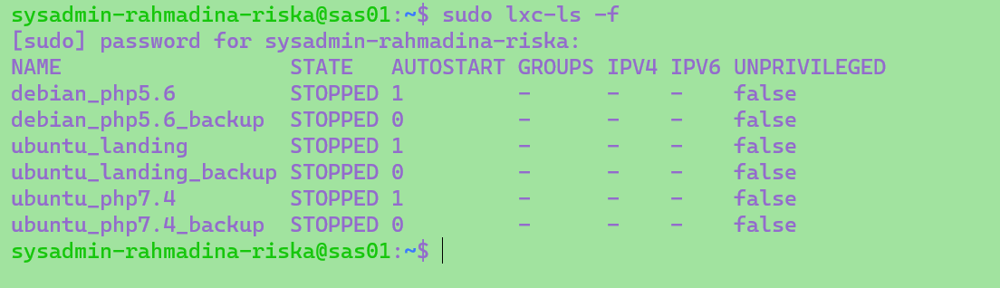 sysadmin-rahmadina-riska@sas01:~$ sudo lxc-ls -f
[sudo] password for sysadmin-rahmadina-riska:
NAME                  STATE   AUTOSTART GROUPS IPV4 IPV6 UNPRIVILEGED
debian_php5.6         STOPPED 1         -      -    -    false
debian_php5.6_backup  STOPPED 0         -      -    -    false
ubuntu_landing        STOPPED 1         -      -    -    false
ubuntu_landing_backup STOPPED 0         -      -    -    false
ubuntu_php7.4         STOPPED 1         -      -    -    false
ubuntu_php7.4_backup  STOPPED 0         -      -    -    false
sysadmin-rahmadina-riska@sas01:~$